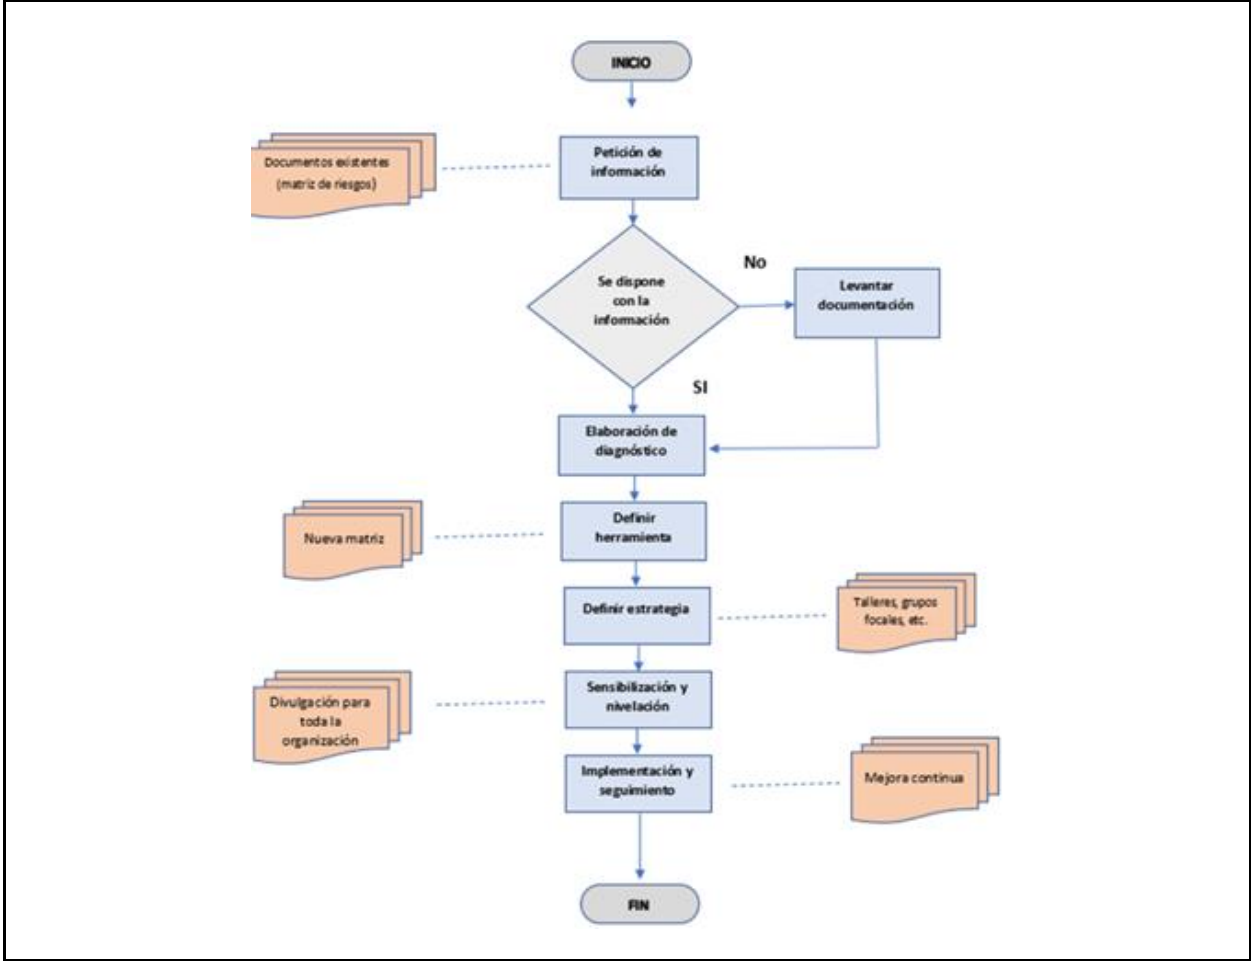 INICIO
Documentos existentes
(matriz de riesgos)
Petición de
información
Se dispone
con la
información
No
Levantar
documentación
SI
Elaboración de
diagnóstico
Nueva matriz
Definir
herramienta
Definir estrategia
Talleres, grupos
focales, etc.
Divulgación para
toda la
organización
Sensibilización y
nivelación
Implementación y
seguimiento
Mejora continua
FIN